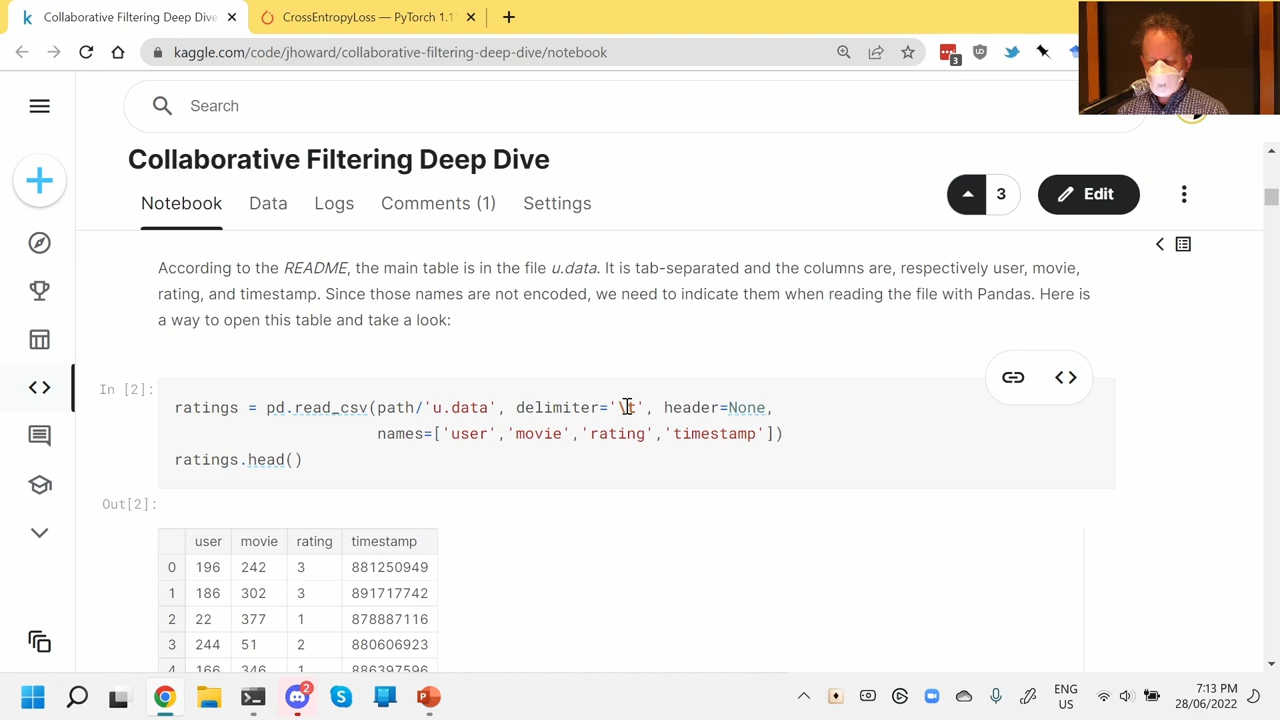 Collaborative Filtering Deep Dive
CrossEntropyLoss — PyTorch 1.1
kaggle.com/code/jhoward/collaborative-filtering-deep-dive/notebook
3
Search
Collaborative Filtering Deep Dive
3
Edit
Notebook
Data
Logs
Comments (1)
Settings
According to the README, the main table is in the file u.data. It is tab-separated and the columns are, respectively user, movie,
rating, and timestamp. Since those names are not encoded, we need to indicate them when reading the file with Pandas. Here is
a way to open this table and take a look:
In [2]:
ratings = pd.read_csv(path/'u.data', delimiter='\t', header=None,
names=['user','movie','rating','timestamp'])
ratings.head()
Out[2]:
user movie rating timestamp
0 196 242 3 881250949
1 186 302 3 891717742
2 22 377 1 878887116
3 244 51 2 880606923
4 166 346 1 886397596
2
ENG
US
7:13 PM
28/06/2022